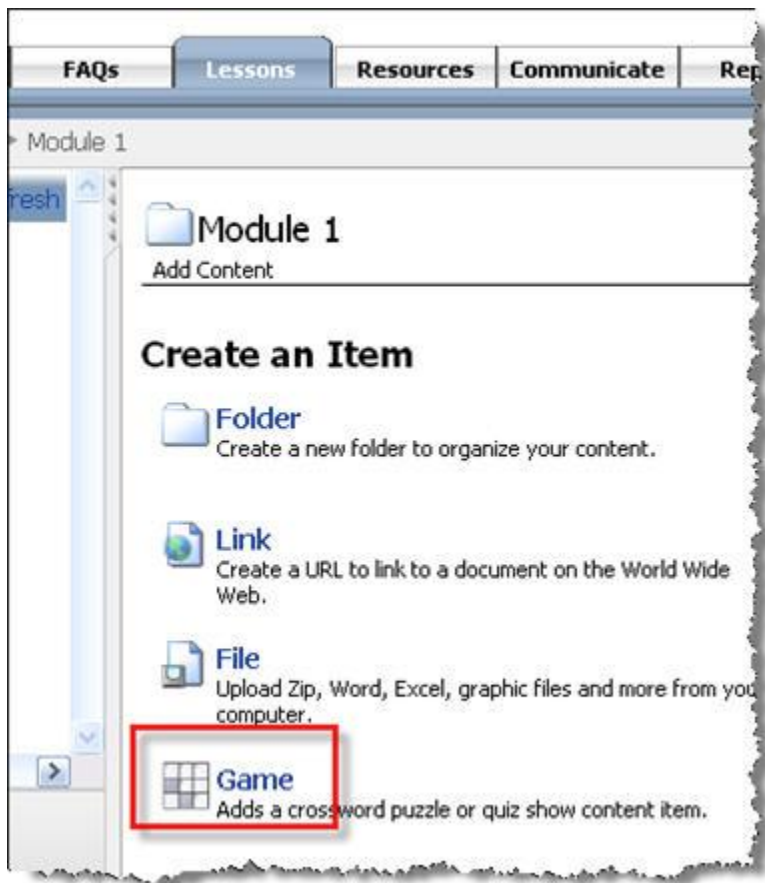 FAQs Lessons Resources Communicate
Module 1
Module 1
Add Content
Create an Item
Folder
Create a new folder to organize your content.
Link
Create a URL to link to a document on the World Wide
Web.
File
Upload Zip, Word, Excel, graphic files and more from
computer.
Game
Adds a crossword puzzle or quiz show content item.